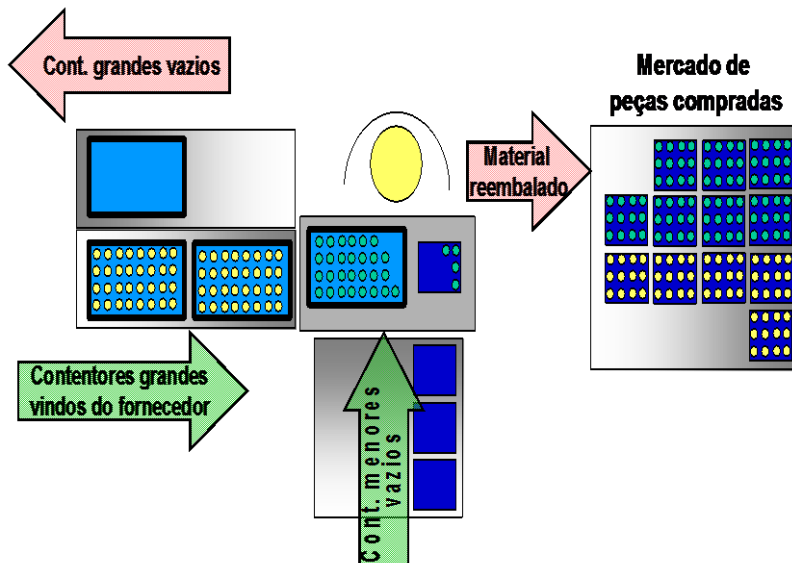 Cont. grandes vazios
Mercado de
peças compradas
Material
reembalado
Contentores grandes
vindos do fornecedor
Cont. menores
vazios